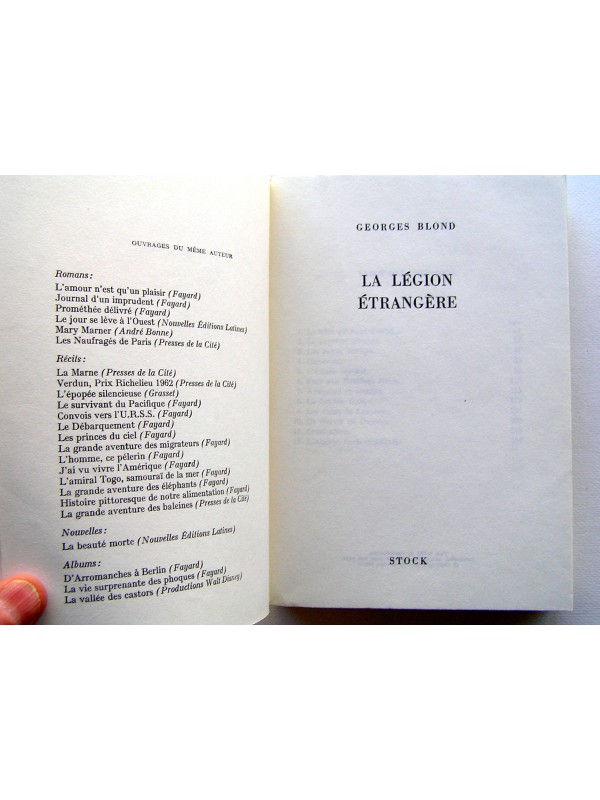 OUVRAGES DU MÊME AUTEUR
Romans :
L'amour n'est qu'un plaisir (Fayard)
Journal d'un imprudent (Fayard)
Prométhée délivré (Fayard)
Le jour se lève à l'Ouest (Nouvelles Éditions Latines)
Mary Marner (André Bonne)
Les Naufragés de Paris (Presses de la Cité)
Récits :
La Marne (Presses de la Cité)
Verdun, Prix Richelieu 1962 (Presses de la Cité)
L'épopée silencieuse (Grasset)
Le survivant du Pacifique (Fayard)
Convois vers l'U.R.S.S. (Fayard)
Le Débarquement (Fayard)
Les princes du ciel (Fayard)
La grande aventure des migrateurs (Fayard)
L'homme, ce pèlerin (Fayard)
J'ai vu vivre l'Amérique (Fayard)
L'amiral Togo, samouraï de la mer (Fayard)
La grande aventure des éléphants (Fayard)
Histoire pittoresque de notre alimentation (Fayard)
La grande aventure des baleines (Presses de la Cité)
Nouvelles :
La beauté morte (Nouvelles Éditions Latines)
Albums :
D'Arromanches à Berlin (Fayard)
La vie surprenante des phoques (Fayard)
La vallée des castors (Productions Walt Disney)
GEORGES BLOND
LA LÉGION
ÉTRANGÈRE
STOCK